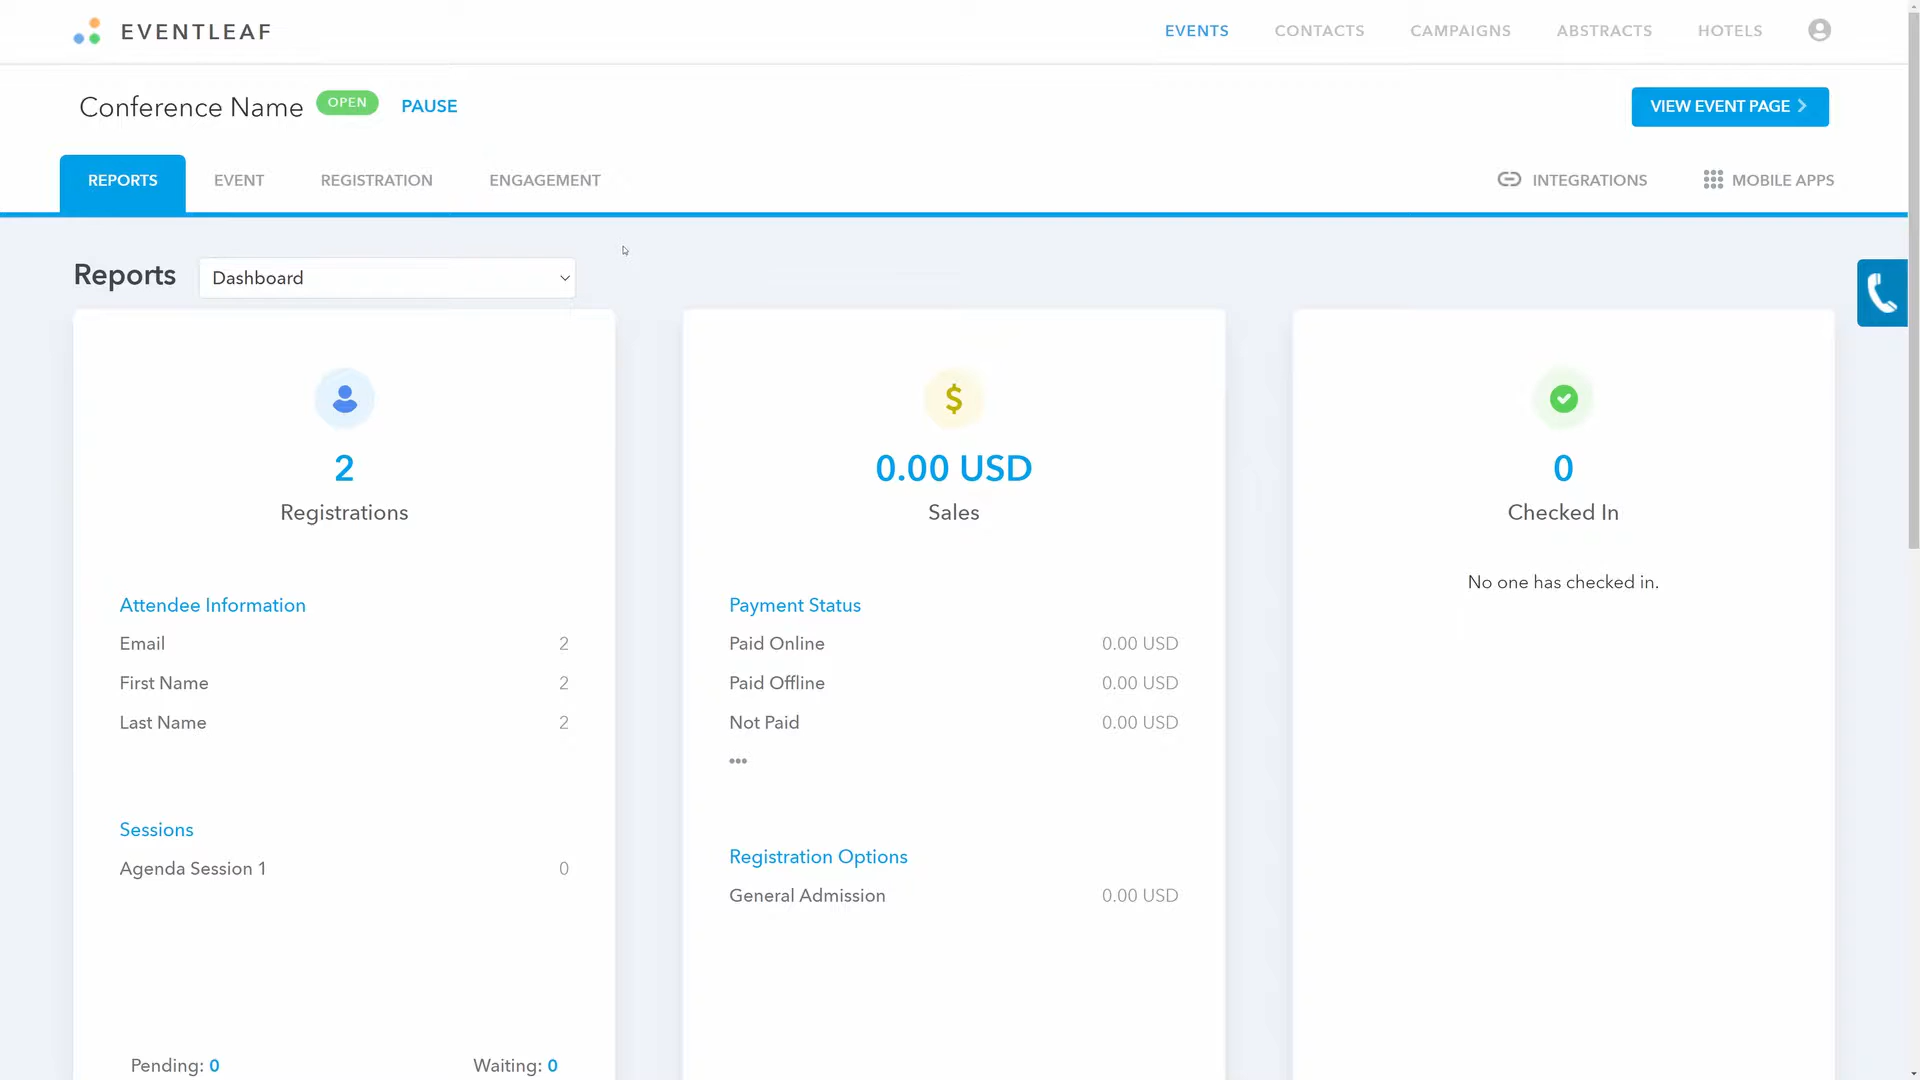 EVENTLEAF
EVENTS CONTACTS CAMPAIGNS ABSTRACTS HOTELS
Conference Name OPEN PAUSE
VIEW EVENT PAGE
REPORTS EVENT REGISTRATION ENGAGEMENT
INTEGRATIONS MOBILE APPS
Reports Dashboard
2
Registrations
Attendee Information
Email 2
First Name 2
Last Name 2
Sessions
Agenda Session 1 0
Pending: 0 Waiting: 0
$
0.00 USD
Sales
Payment Status
Paid Online 0.00 USD
Paid Offline 0.00 USD
Not Paid 0.00 USD
•••
Registration Options
General Admission 0.00 USD
0
Checked In
No one has checked in.